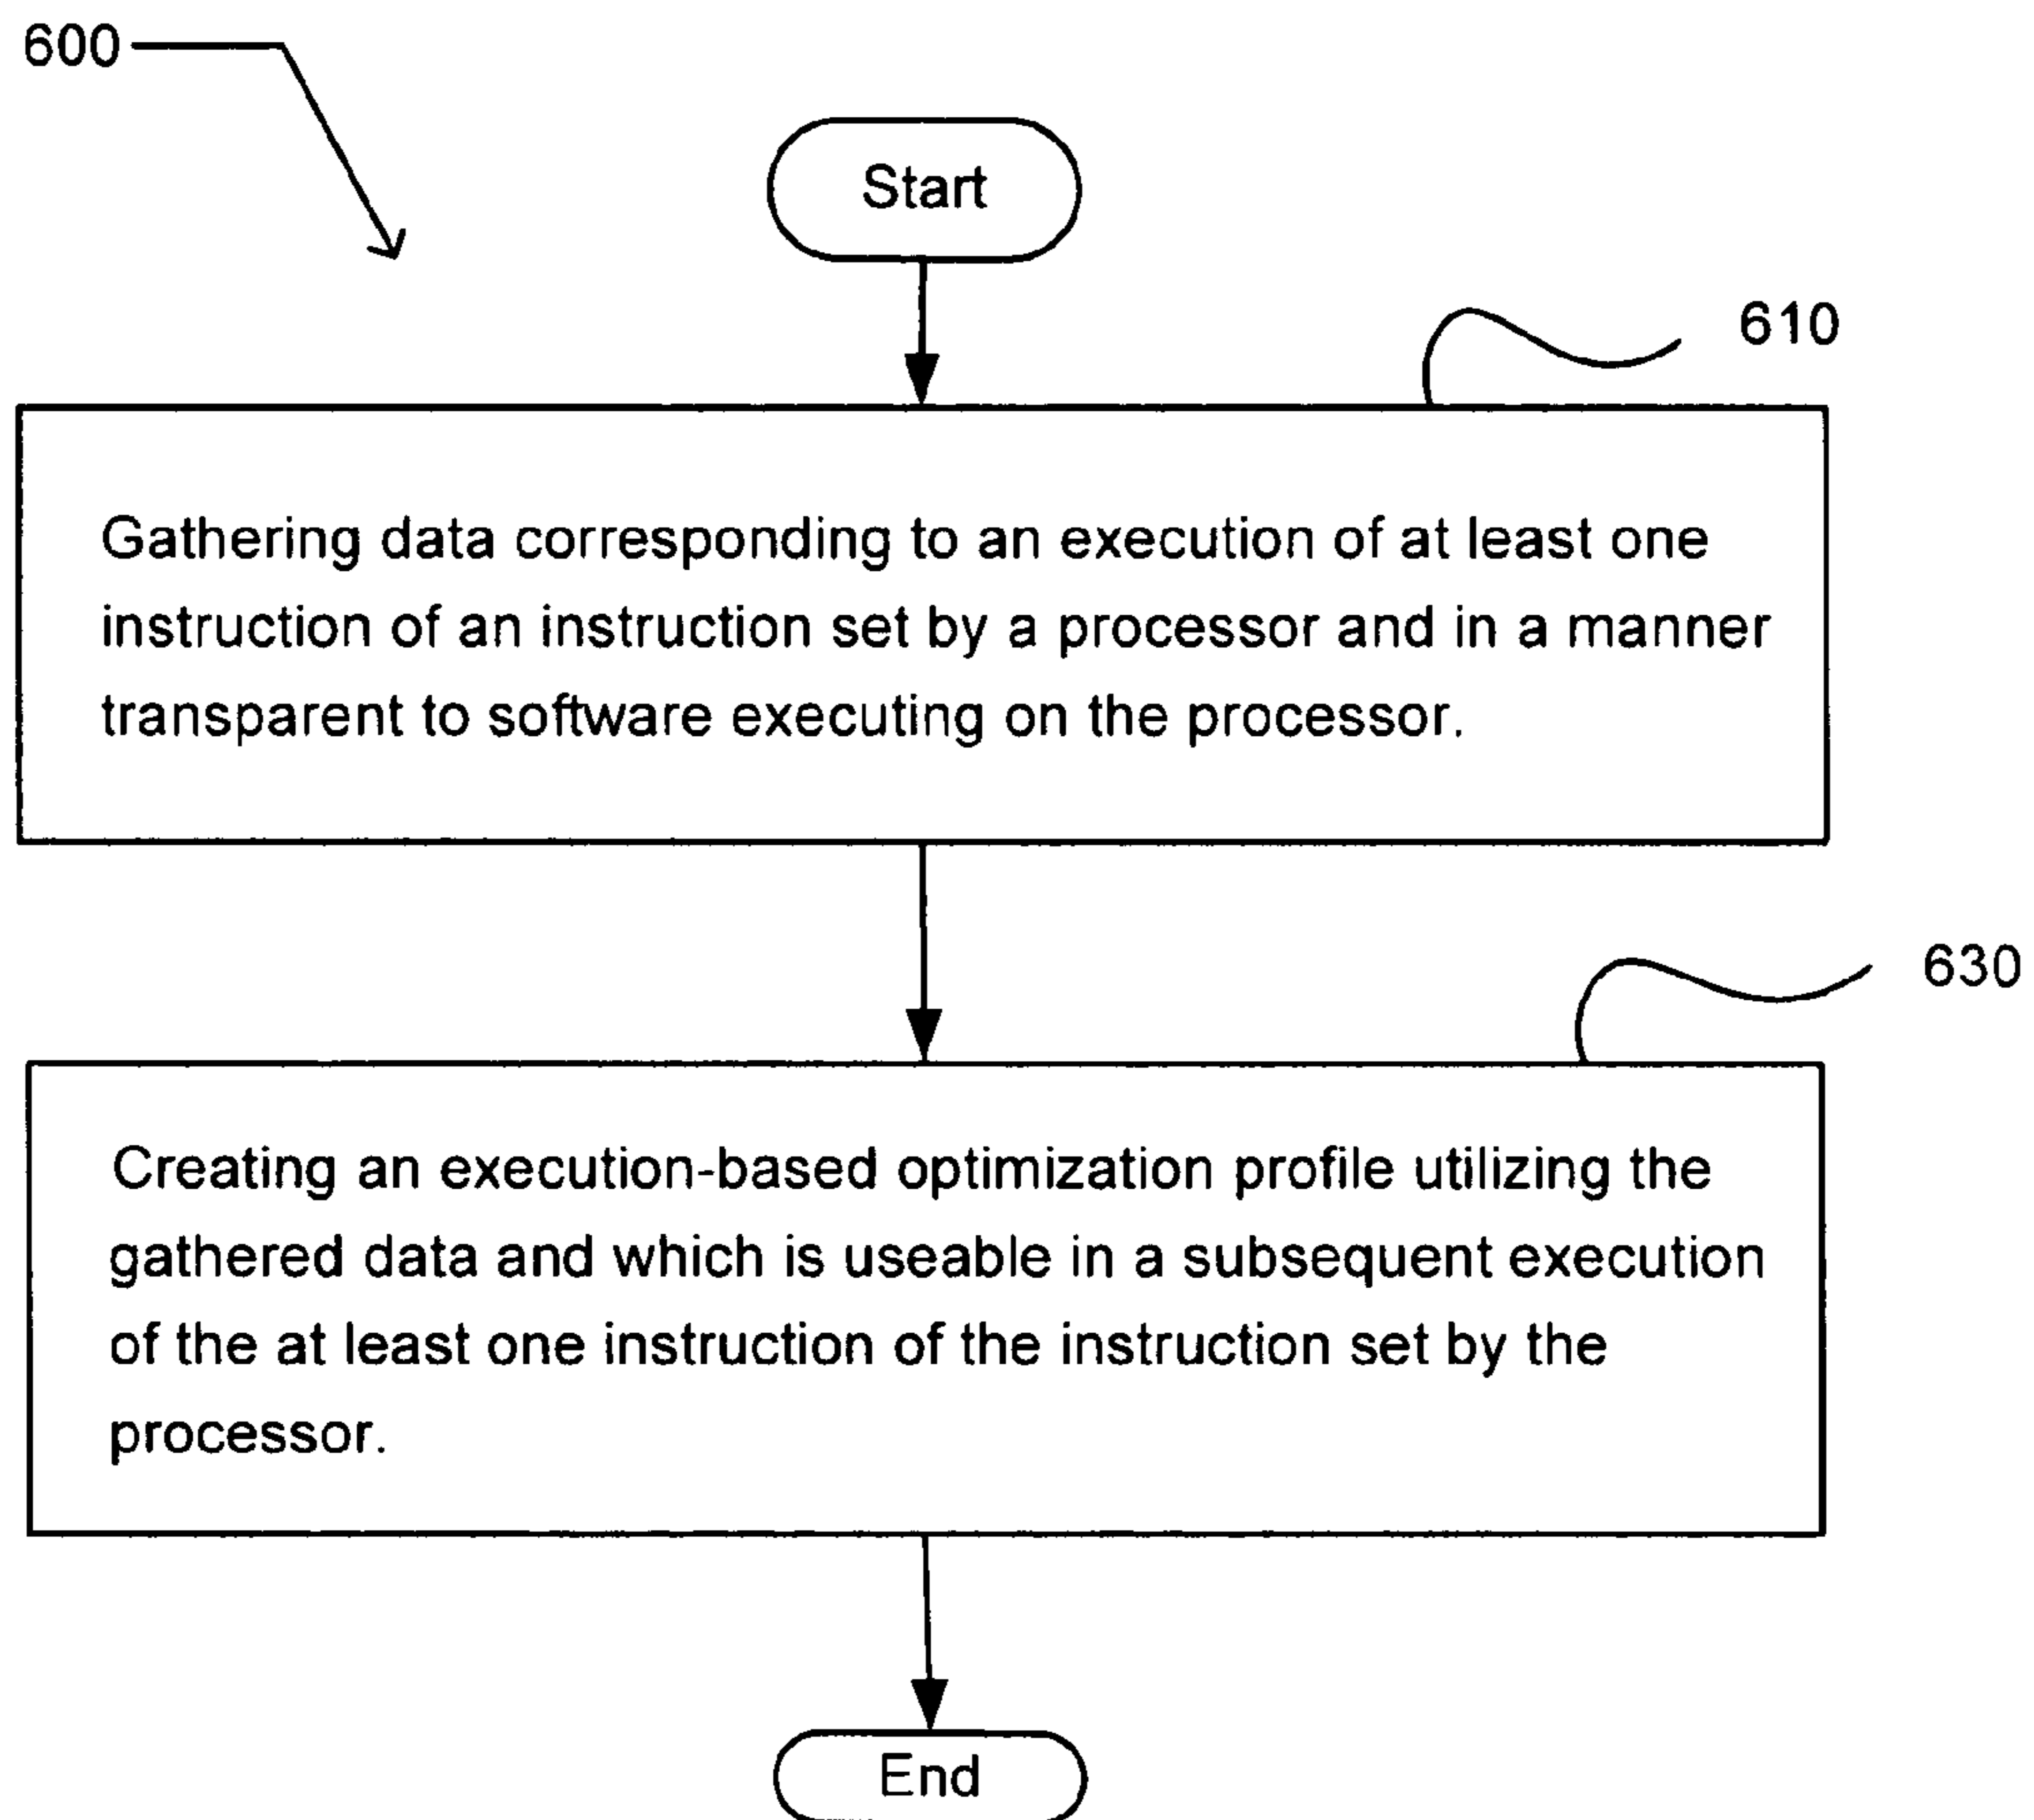 600
Start
610
Gathering data corresponding to an execution of at least one
instruction of an instruction set by a processor and in a manner
transparent to software executing on the processor.
630
Creating an execution-based optimization profile utilizing the
gathered data and which is useable in a subsequent execution
of the at least one instruction of the instruction set by the
processor.
End